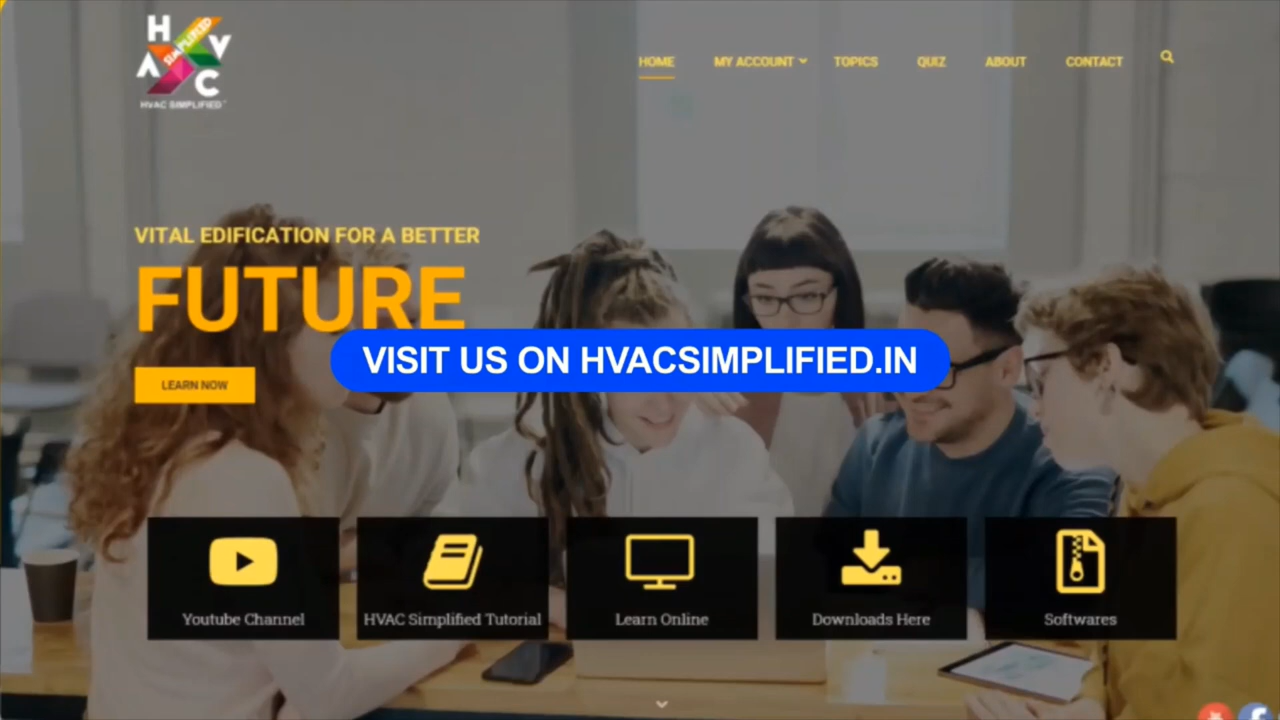 H
SIMPLIFIED
V
A
C
HVAC SIMPLIFIED™
HOME
MY ACCOUNT
TOPICS
QUIZ
ABOUT
CONTACT
VITAL EDIFICATION FOR A BETTER
FUTURE
VISIT US ON HVACSIMPLIFIED.IN
LEARN NOW
Youtube Channel
HVAC Simplified Tutorial
Learn Online
Downloads Here
Softwares